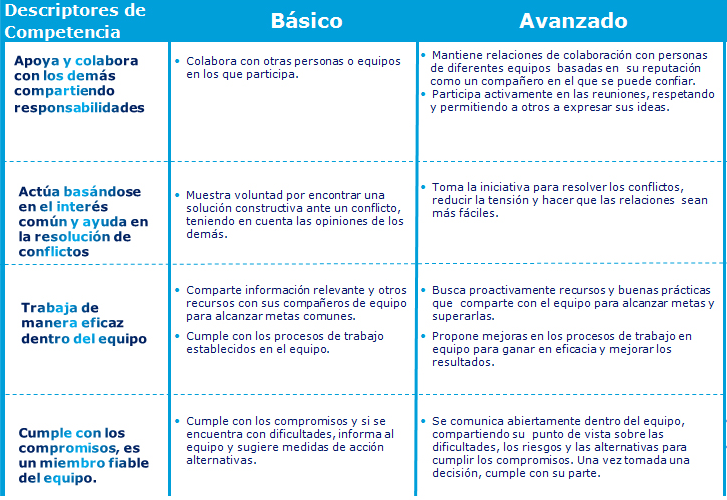 Descriptores de
Competencia
Básico
Avanzado
Apoya y colabora
con los demás
compartiendo
responsabilidades
• Colabora con otras personas o equipos
en los que participa.
• Mantiene relaciones de colaboración con personas
de diferentes equipos basadas en su reputación
como un compañero en el que se puede confiar.
• Participa activamente en las reuniones, respetando
y permitiendo a otros a expresar sus ideas.
Actúa basándose
en el interés
común y ayuda en
la resolución de
conflictos
• Muestra voluntad por encontrar una
solución constructiva ante un conflicto,
teniendo en cuenta las opiniones de los
demás.
• Toma la iniciativa para resolver los conflictos,
reducir la tensión y hacer que las relaciones sean
más fáciles.
Trabaja de
manera eficaz
dentro del equipo
• Comparte información relevante y otros
recursos con sus compañeros de equipo
para alcanzar metas comunes.
• Cumple con los procesos de trabajo
establecidos en el equipo.
• Busca proactivamente recursos y buenas prácticas
que comparte con el equipo para alcanzar metas y
superarlas.
• Propone mejoras en los procesos de trabajo en
equipo para ganar en eficacia y mejorar los
resultados.
Cumple con los
compromisos, es
un miembro fiable
del equipo.
• Cumple con los compromisos y si se
encuentra con dificultades, informa al
equipo y sugiere medidas de acción
alternativas.
• Se comunica abiertamente dentro del equipo,
compartiendo su punto de vista sobre las
dificultades, los riesgos y las alternativas para
cumplir los compromisos. Una vez tomada una
decisión, cumple con su parte.